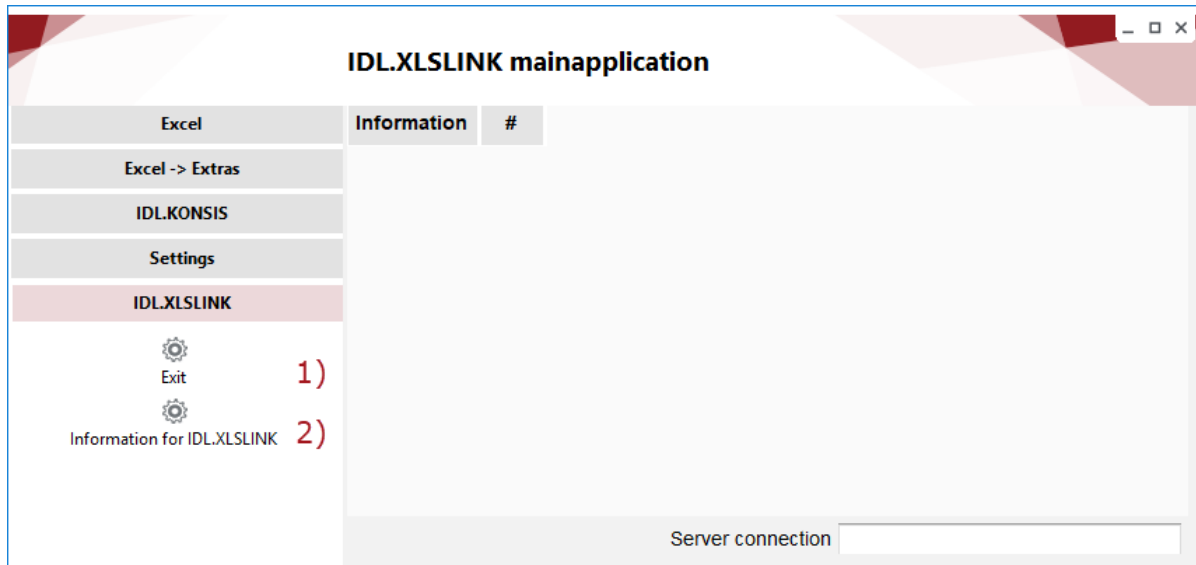 IDL.XLSLINK mainapplication
Excel
Information #
Excel -> Extras
IDL.KONSIS
Settings
IDL.XLSLINK
Exit 1)
Information for IDL.XLSLINK 2)
Server connection